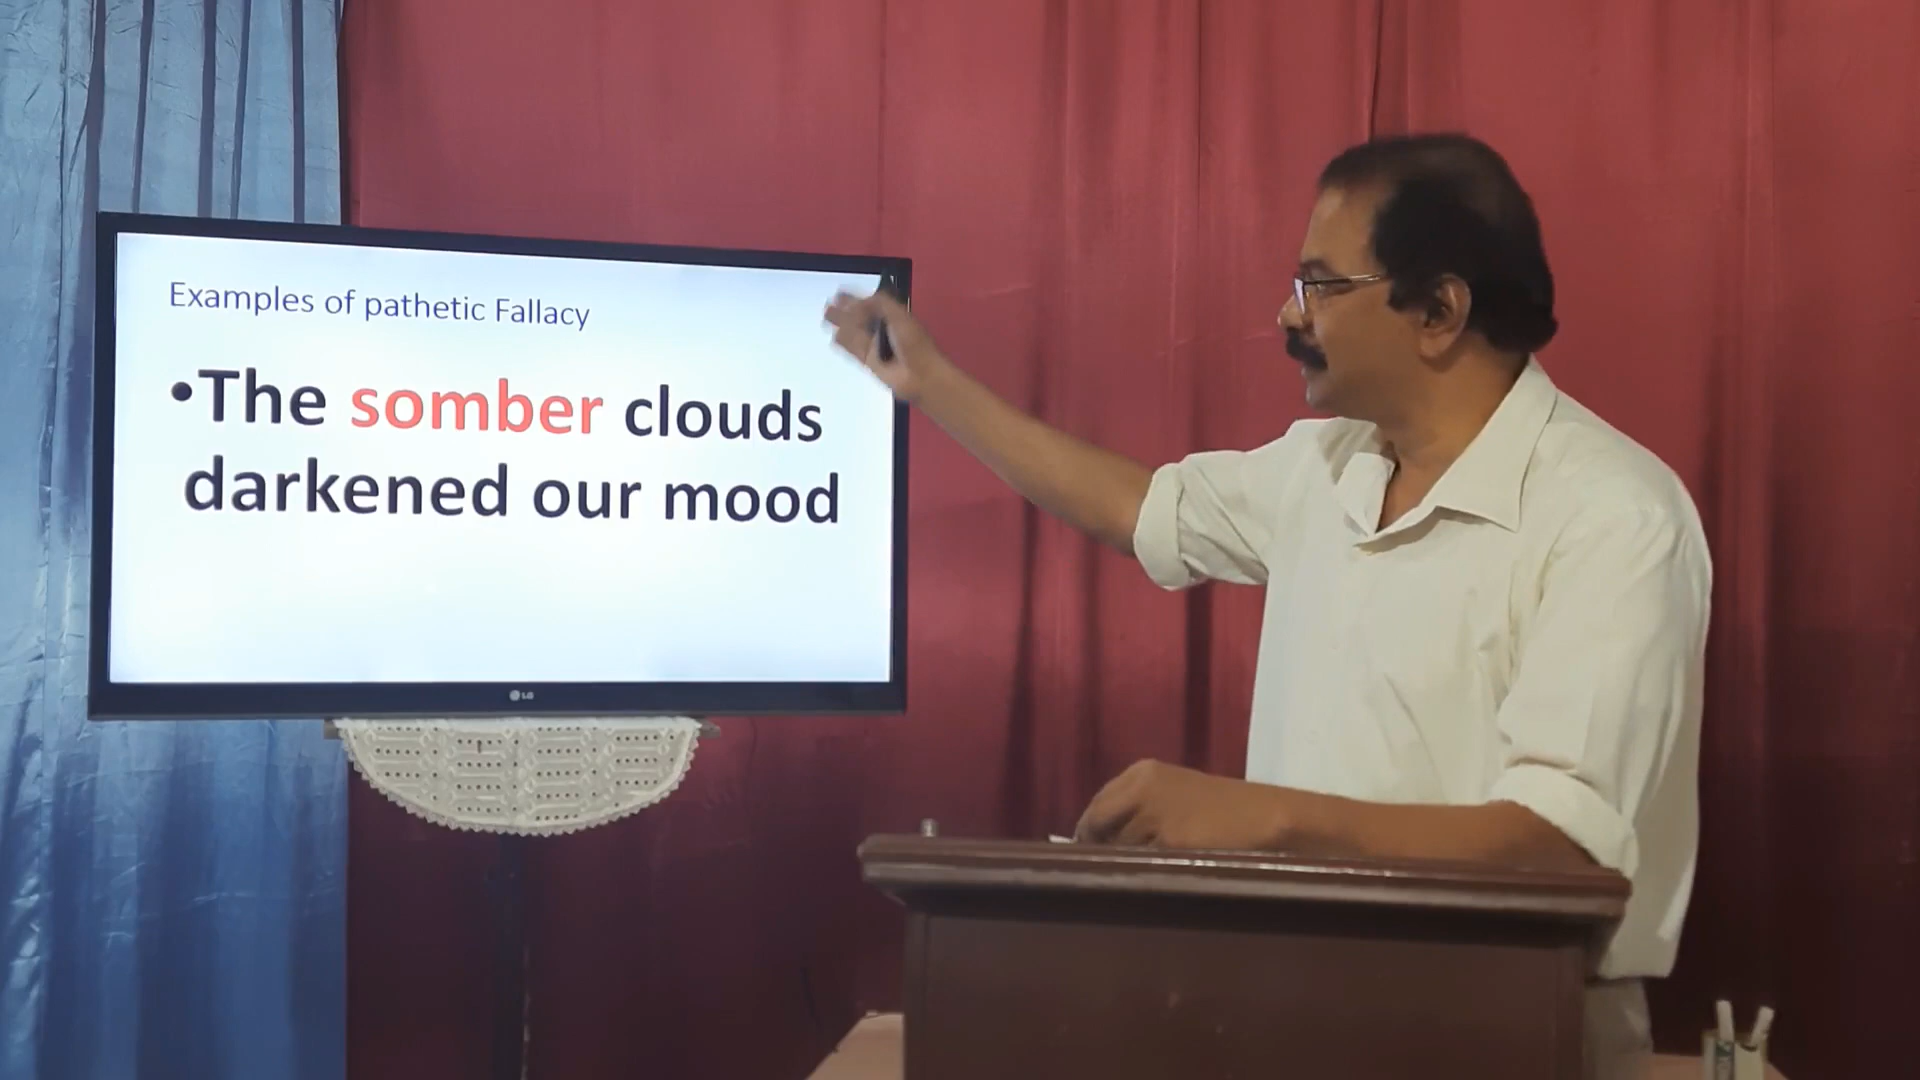 Examples of pathetic Fallacy
•The somber clouds
darkened our mood
LG